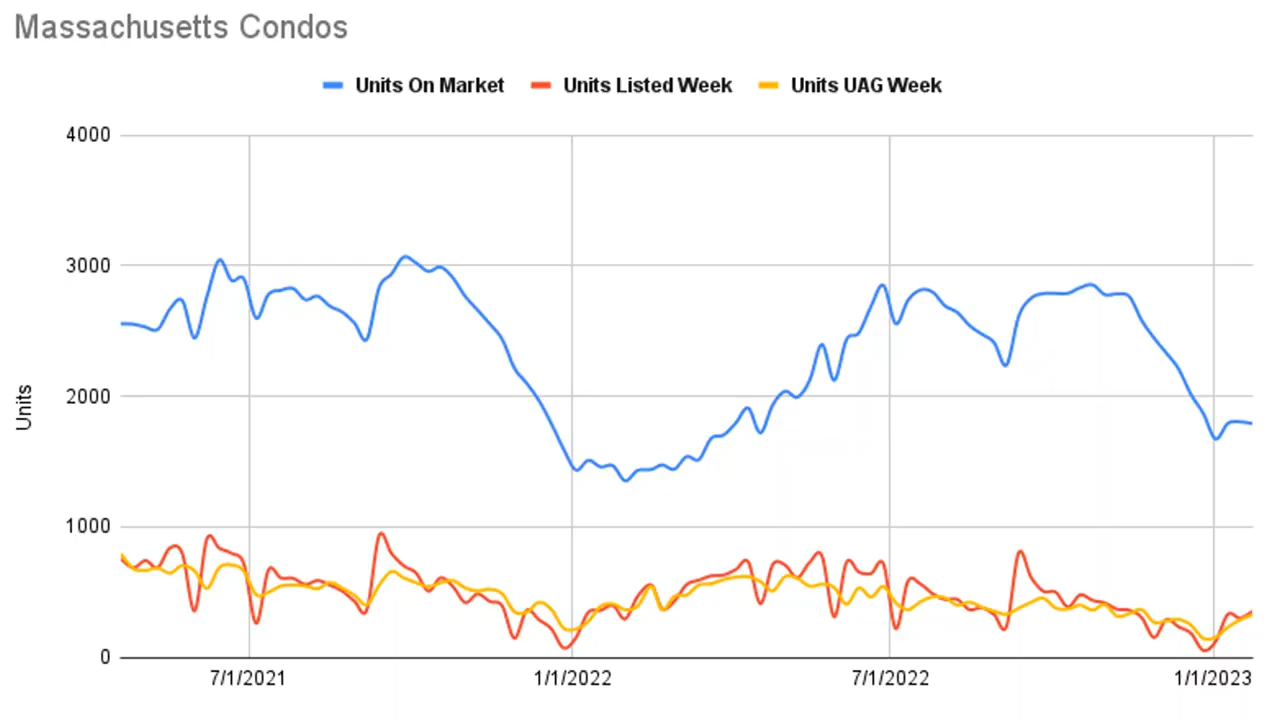 Massachusetts Condos
Units On Market Units Listed Week Units UAG Week
4000
3000
2000
1000
0
Units
7/1/2021 1/1/2022 7/1/2022 1/1/2023